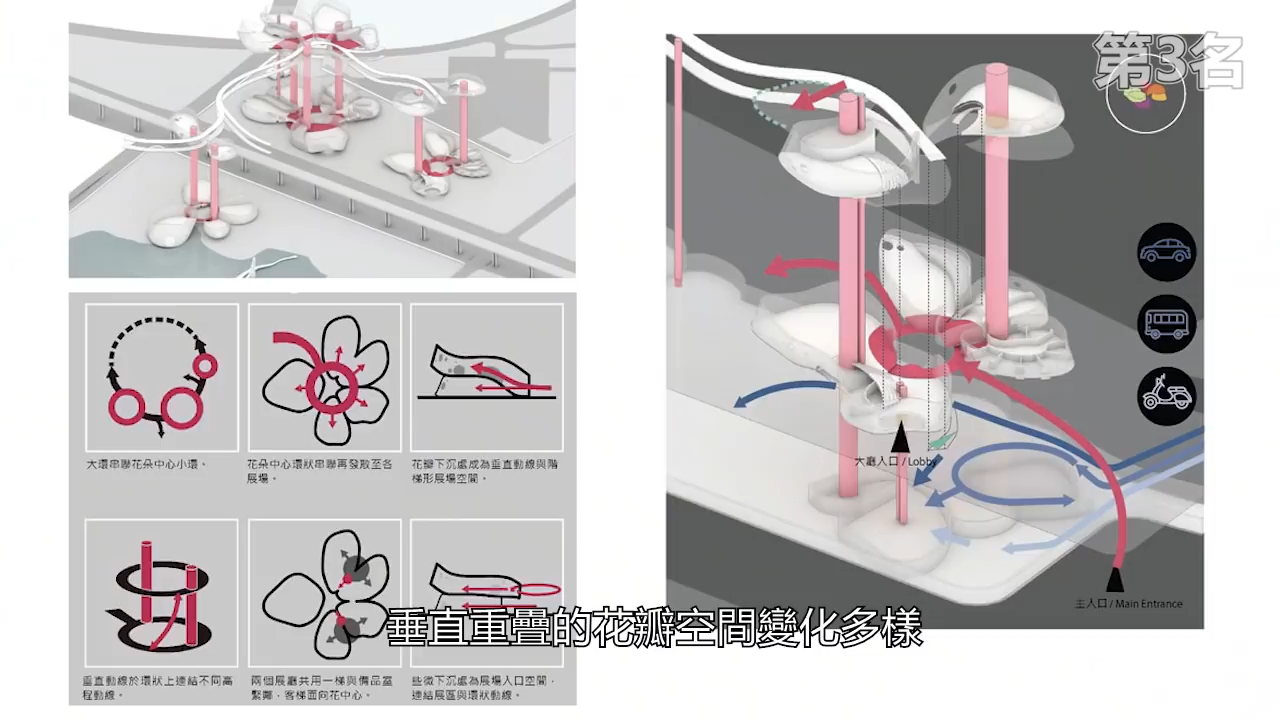 第3名
大環串聯花朵中心小環。
花朵中心環狀串聯再發散至各
展場。
花瓣下沉處成為垂直動線與階
梯形展場空間。
大廳入口 / Lobby
主入口 / Main Entrance
垂直重疊的花瓣空間變化多樣
垂直動線於環狀上連結不同高
程動線。
兩個展廳共用一梯與備品室
緊鄰，客梯面向花中心。
些微下沉處為展場入口空間，
連結展區與環狀動線。